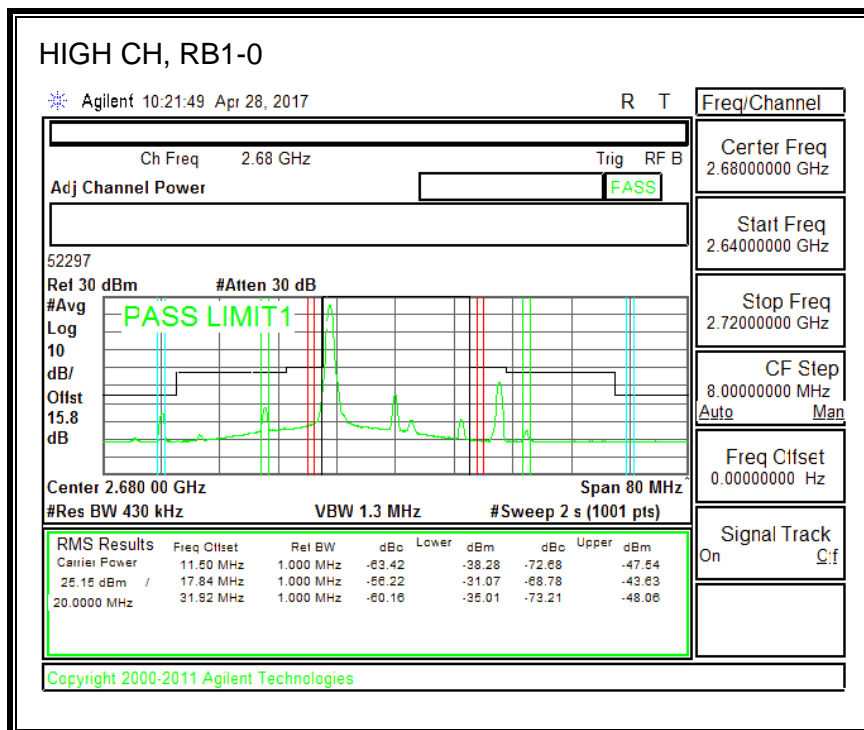 HIGH CH, RB1-0
Agilent 10:21:49 Apr 28, 2017 R T
Freq/Channel
Ch Freq 2.68 GHz Trig RF B
Adj Channel Power PASS
Center Freq
2.68000000 GHz
Start Freq
2.64000000 GHz
Stop Freq
2.72000000 GHz
CF Step
8.00000000 MHz
Auto Man
Freq Offset
0.00000000 Hz
Signal Track
On Off
52297
Ref 30 dBm #Atten 30 dB
#Avg
Log
10
dB/
Offst
15.8
dB
PASS LIMIT1
Center 2.680 00 GHz Span 80 MHz
#Res BW 430 kHz VBW 1.3 MHz #Sweep 2 s (1001 pts)
RMS Results Freq Offset Ref BW dBc Lower dBm dBc Upper dBm
Carrier Power 11.50 MHz 1.000 MHz -63.42 -38.28 -72.68 -47.54
25.15 dBm / 17.84 MHz 1.000 MHz -56.22 -31.07 -68.78 -43.63
20.0000 MHz 31.92 MHz 1.000 MHz -60.16 -35.01 -73.21 -48.06
Copyright 2000-2011 Agilent Technologies